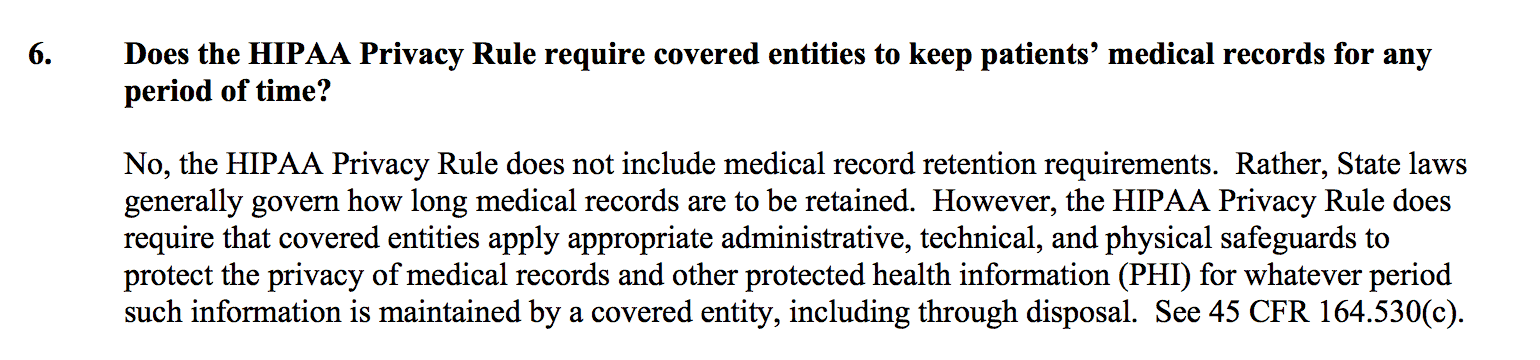 6. Does the HIPAA Privacy Rule require covered entities to keep patients’ medical records for any
period of time?
No, the HIPAA Privacy Rule does not include medical record retention requirements.  Rather, State laws
generally govern how long medical records are to be retained.  However, the HIPAA Privacy Rule does
require that covered entities apply appropriate administrative, technical, and physical safeguards to
protect the privacy of medical records and other protected health information (PHI) for whatever period
such information is maintained by a covered entity, including through disposal.  See 45 CFR 164.530(c).